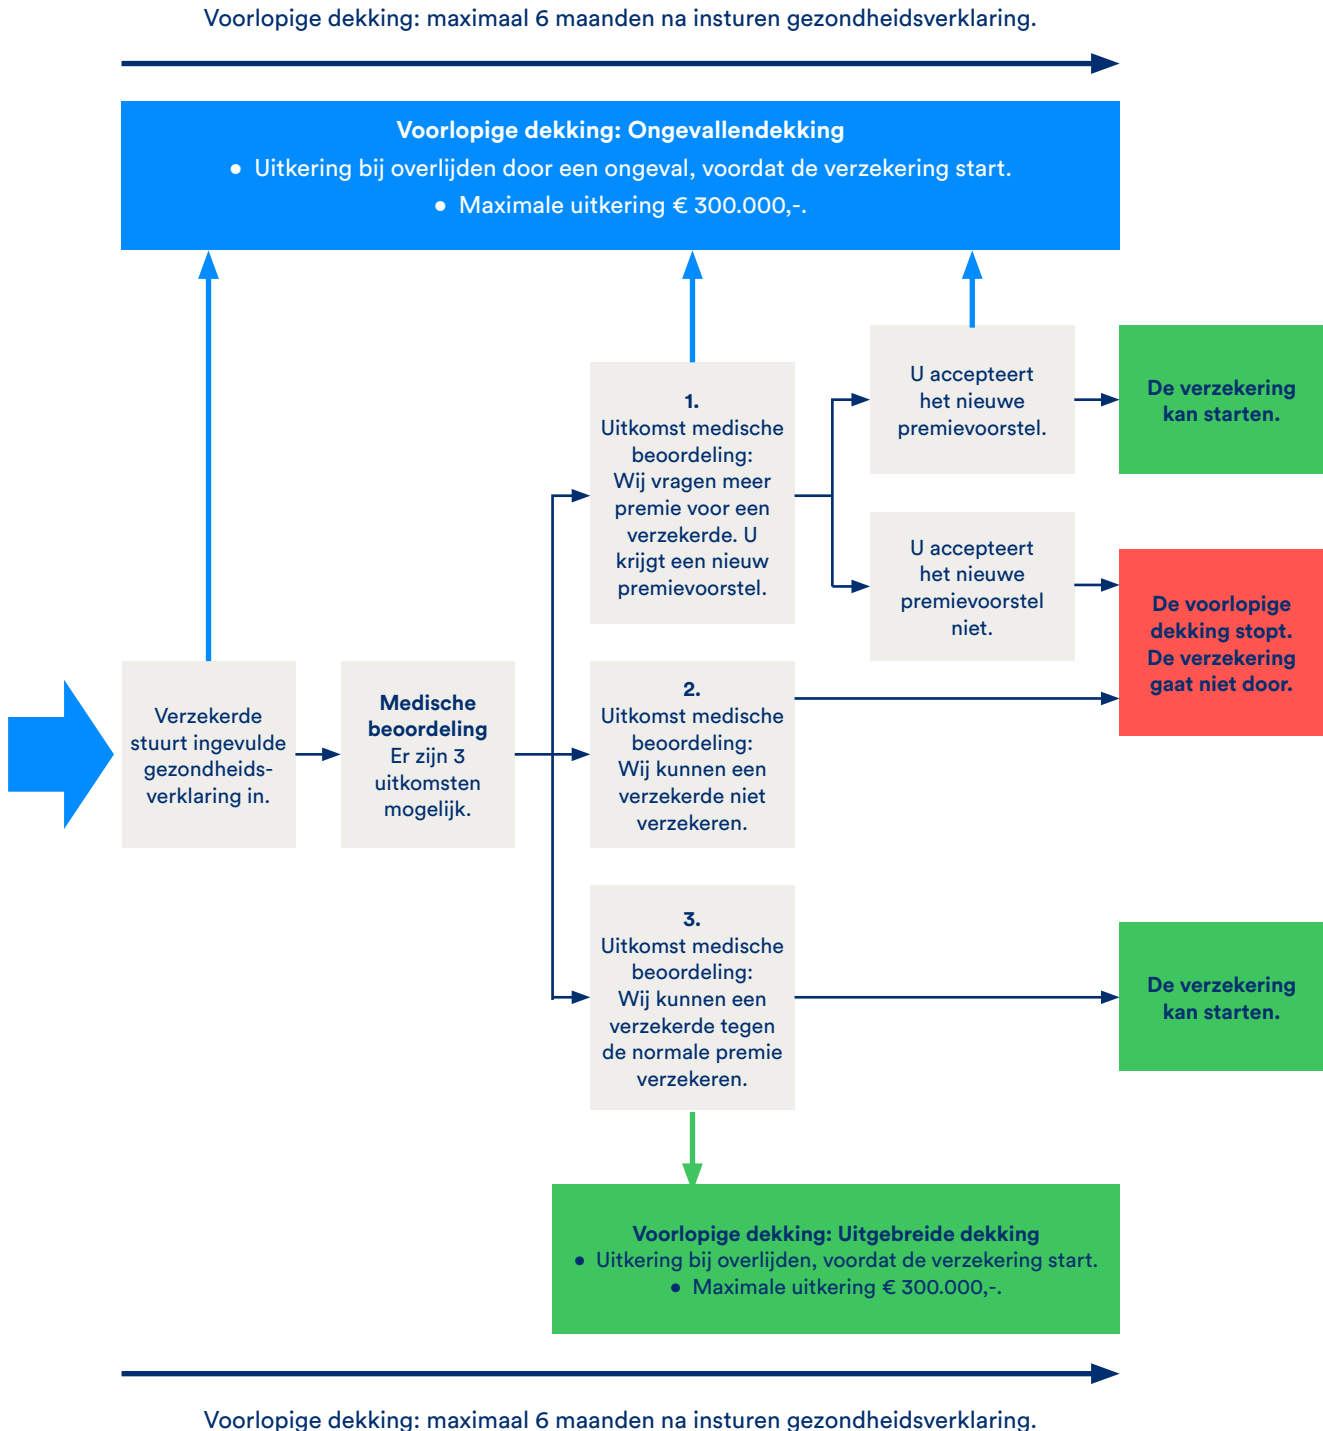 Voorlopige dekking: maximaal 6 maanden na insturen gezondheidsverklaring.
Voorlopige dekking: Ongevallendekking
• Uitkering bij overlijden door een ongeval, voordat de verzekering start.
• Maximale uitkering € 300.000,-.
Verzekerde
stuurt ingevulde
gezondheids-
verklaring in.
Medische
beoordeling
Er zijn 3
uitkomsten
mogelijk.
1.
Uitkomst medische
beoordeling:
Wij vragen meer
premie voor een
verzekerde. U
krijgt een nieuw
premievoorstel.
U accepteert
het nieuwe
premievoorstel.
De verzekering
kan starten.
U accepteert
het nieuwe
premievoorstel
niet.
De voorlopige
dekking stopt.
De verzekering
gaat niet door.
2.
Uitkomst medische
beoordeling:
Wij kunnen een
verzekerde niet
verzekeren.
3.
Uitkomst medische
beoordeling:
Wij kunnen een
verzekerde tegen
de normale premie
verzekeren.
De verzekering
kan starten.
Voorlopige dekking: Uitgebreide dekking
• Uitkering bij overlijden, voordat de verzekering start.
• Maximale uitkering € 300.000,-.
Voorlopige dekking: maximaal 6 maanden na insturen gezondheidsverklaring.